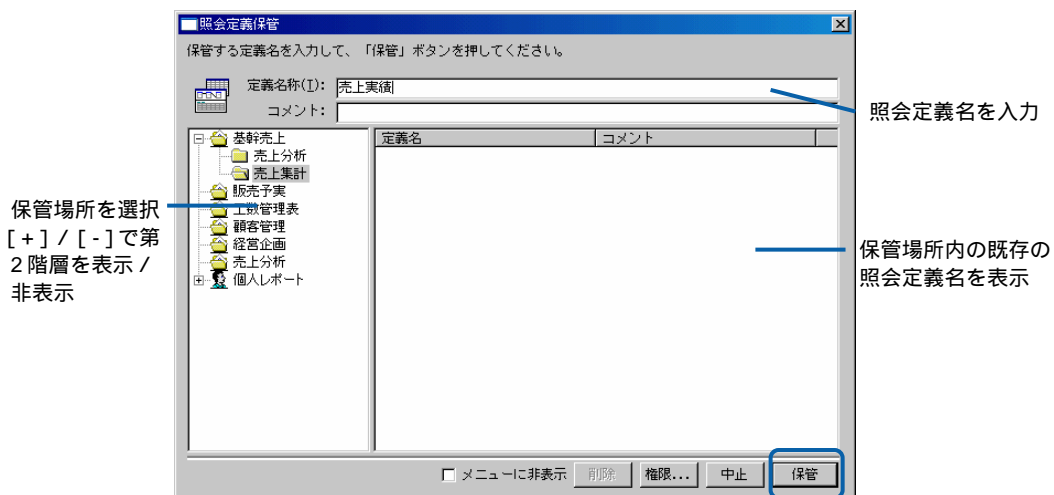 照会定義保管
保管する定義名を入力して、「保管」ボタンを押してください。
定義名称(I): 売上実績
コメント:
基幹売上
売上分析
売上集計
販売予実
工数管理表
顧客管理
経営企画
売上分析
個人レポート
定義名 コメント
メニューに非表示 削除 権限... 中止 保管
照会定義名を入力
保管場所を選択
[+]/[-]で第
2階層を表示/
非表示
保管場所内の既存の
照会定義名を表示